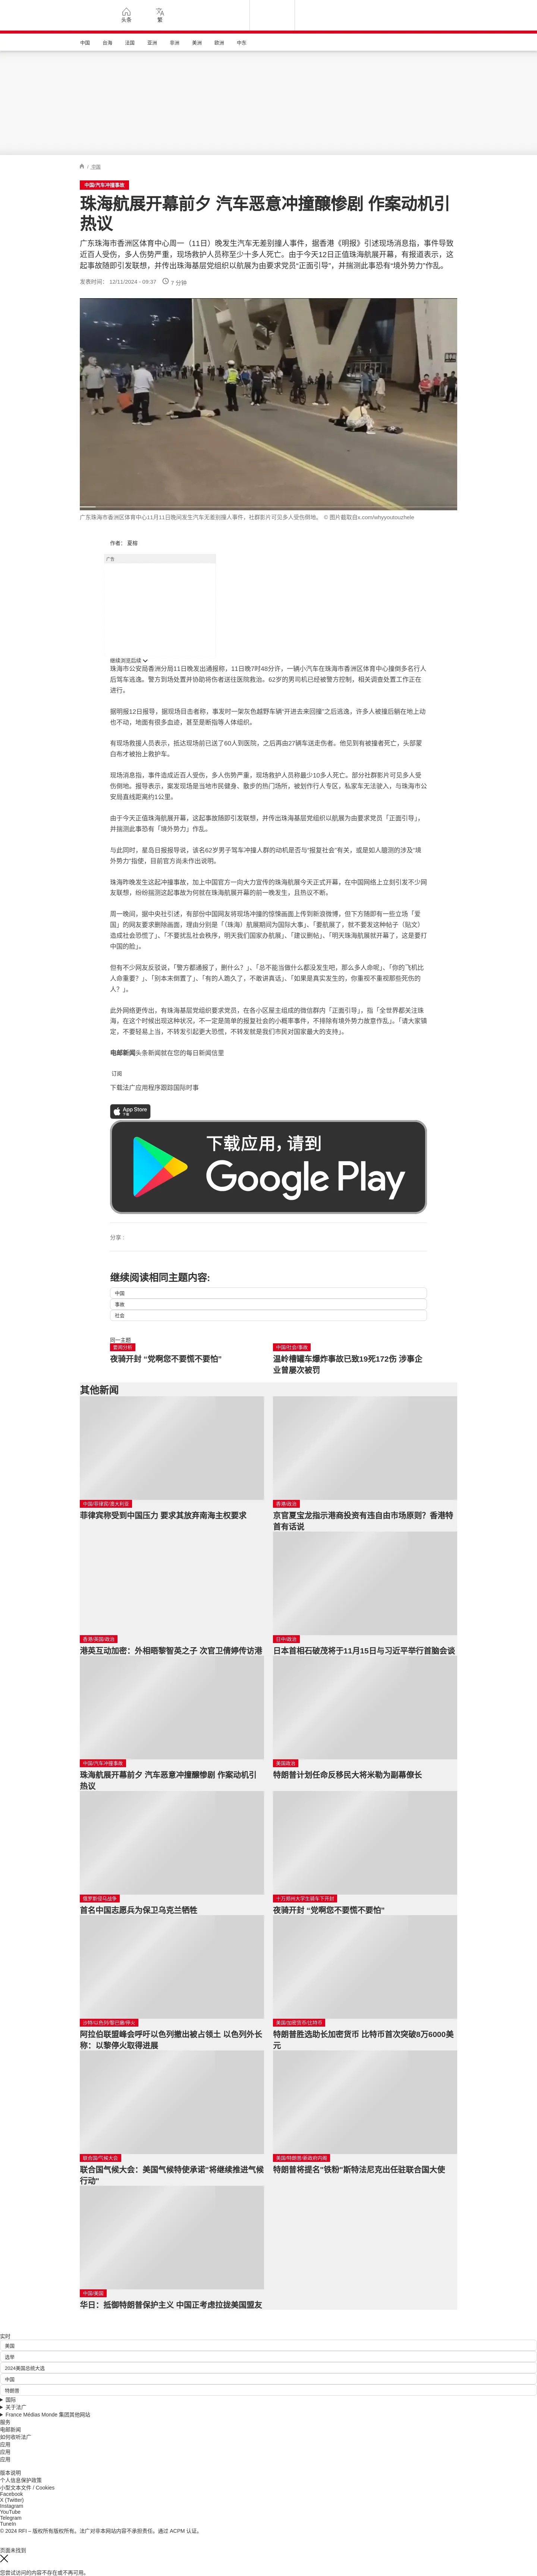 头条
繁
中国
台海
法国
亚洲
非洲
美洲
欧洲
中东
/ 中国
中国/汽车冲撞事故
珠海航展开幕前夕 汽车恶意冲撞釀惨剧 作案动机引
热议
广东珠海市香洲区体育中心周一（11日）晚发生汽车无差别撞人事件，据香港《明报》引述现场消息指，事件导致
近百人受伤，多人伤势严重，现场救护人员称至少十多人死亡。由于今天12日正值珠海航展开幕，有报道表示，这
起事故随即引发联想，并传出珠海基层党组织以航展为由要求党员“正面引导”，并揣测此事恐有“境外势力”作乱。
发表时间： 12/11/2024 - 09:37
7 分钟
广东珠海市香洲区体育中心11月11日晚间发生汽车无差别撞人事件，社群影片可见多人受伤倒地。 © 图片截取自x.com/whyyoutouzhele
作者： 夏榕
广告
继续浏览后续
珠海市公安局香洲分局11日晚发出通报称，11日晚7时48分许，一辆小汽车在珠海市香洲区体育中心撞倒多名行人
后驾车逃逸。警方到场处置并协助将伤者送往医院救治。62岁的男司机已经被警方控制，相关调查处置工作正在
进行。
据明报12日报导，据现场目击者称，事发时一架灰色越野车辆“开进去来回撞”之后逃逸，许多人被撞后躺在地上动
也不动，地面有很多血迹，甚至是断指等人体组织。
有现场救援人员表示，抵达现场前已送了60人到医院，之后再由27辆车送走伤者。他见到有被撞者死亡，头部蒙
白布才被抬上救护车。
现场消息指，事件造成近百人受伤，多人伤势严重，现场救护人员称最少10多人死亡。部分社群影片可见多人受
伤倒地。报导表示，案发现场是当地市民健身、散步的热门场所，被划作行人专区，私家车无法驶入，与珠海市公
安局直线距离约1公里。
由于今天正值珠海航展开幕，这起事故随即引发联想，并传出珠海基层党组织以航展为由要求党员「正面引导」，
并揣测此事恐有「境外势力」作乱。
与此同时，星岛日报报导说，该名62岁男子驾车冲撞人群的动机是否与“报复社会”有关，或是如人臆测的涉及“境
外势力”指使，目前官方尚未作出说明。
珠海昨晚发生这起冲撞事故，加上中国官方一向大力宣传的珠海航展今天正式开幕，在中国网络上立刻引发不少网
友联想，纷纷揣测这起事故为何就在珠海航展开幕的前一晚发生，且热议不断。
周一晚间，据中央社引述，有部份中国网友将现场冲撞的惊悚画面上传到新浪微博，但下方随即有一些立场「爱
国」的网友要求删除画面，理由分别是「（珠海）航展期间为国际大事」、「要航展了，就不要发这种帖子（贴文）
造成社会恐慌了」、「不要扰乱社会秩序，明天我们国家办航展」、「建议删帖」、「明天珠海航展就开幕了，这是要打
中国的脸」。
但有不少网友反驳说，「警方都通报了，删什么？」、「总不能当做什么都没发生吧，那么多人命呢」、「你的飞机比
人命重要？」、「别本末倒置了」、「有的人跪久了，不敢讲真话」、「如果是真实发生的，你重视不重视那些死伤的
人？」。
此外网络更传出，有珠海基层党组织要求党员，在各小区展主组成的微信群内「正面引导」，指「全世界都关注珠
海，在这个时候出现这种状况，不一定是简单的报复社会的小概率事件，不排除有境外势力故意作乱」、「请大家镇
定，不要轻易上当，不转发引起更大恐慌，不转发就是我们市民对国家最大的支持」。
电邮新闻头条新闻就在您的每日新闻信里
订阅
下载法广应用程序跟踪国际时事
App Store
下载
下载应用，请到
Google Play
分享 :
继续阅读相同主题内容:
中国
事故
社会
同一主题
要闻分析
夜骑开封 “党啊您不要慌不要怕”
中国/社会/事故
温岭槽罐车爆炸事故已致19死172伤 涉事企
业曾屡次被罚
其他新闻
中国/菲律宾/澳大利亚
菲律宾称受到中国压力 要求其放弃南海主权要求
香港/政治
京官夏宝龙指示港商投资有违自由市场原则？香港特
首有话说
香港/英国/政治
港英互动加密：外相晤黎智英之子 次官卫倩婷传访港
日中/政治
日本首相石破茂将于11月15日与习近平举行首脑会谈
中国/汽车冲撞事故
珠海航展开幕前夕 汽车恶意冲撞釀惨剧 作案动机引
热议
美国政治
特朗普计划任命反移民大将米勒为副幕僚长
俄罗斯侵乌战争
首名中国志愿兵为保卫乌克兰牺牲
十万郑州大学生骑车下开封
夜骑开封 “党啊您不要慌不要怕”
沙特/以色列/黎巴嫩/停火
阿拉伯联盟峰会呼吁以色列撤出被占领土 以色列外长
称：以黎停火取得进展
美国/加密货币/比特币
特朗普胜选助长加密货币 比特币首次突破8万6000美
元
联合国/气候大会
联合国气候大会：美国气候特使承诺"将继续推进气候
行动"
美国/特朗普/新政府内阁
特朗普将提名"铁粉"斯特法尼克出任驻联合国大使
中国/美国
华日：抵御特朗普保护主义 中国正考虑拉拢美国盟友
实时
美国
选举
2024美国总统大选
中国
特朗普
国际
关于法广
France Médias Monde 集团其他网站
服务
电邮新闻
如何收听法广
应用
应用
应用
版本说明
个人信息保护政策
小型文本文件 / Cookies
Facebook
X (Twitter)
Instagram
YouTube
Telegram
TuneIn
© 2024 RFI – 版权所有版权所有。法广对非本网站内容不承担责任。通过 ACPM 认证。
页面未找到
您尝试访问的内容不存在或不再可用。